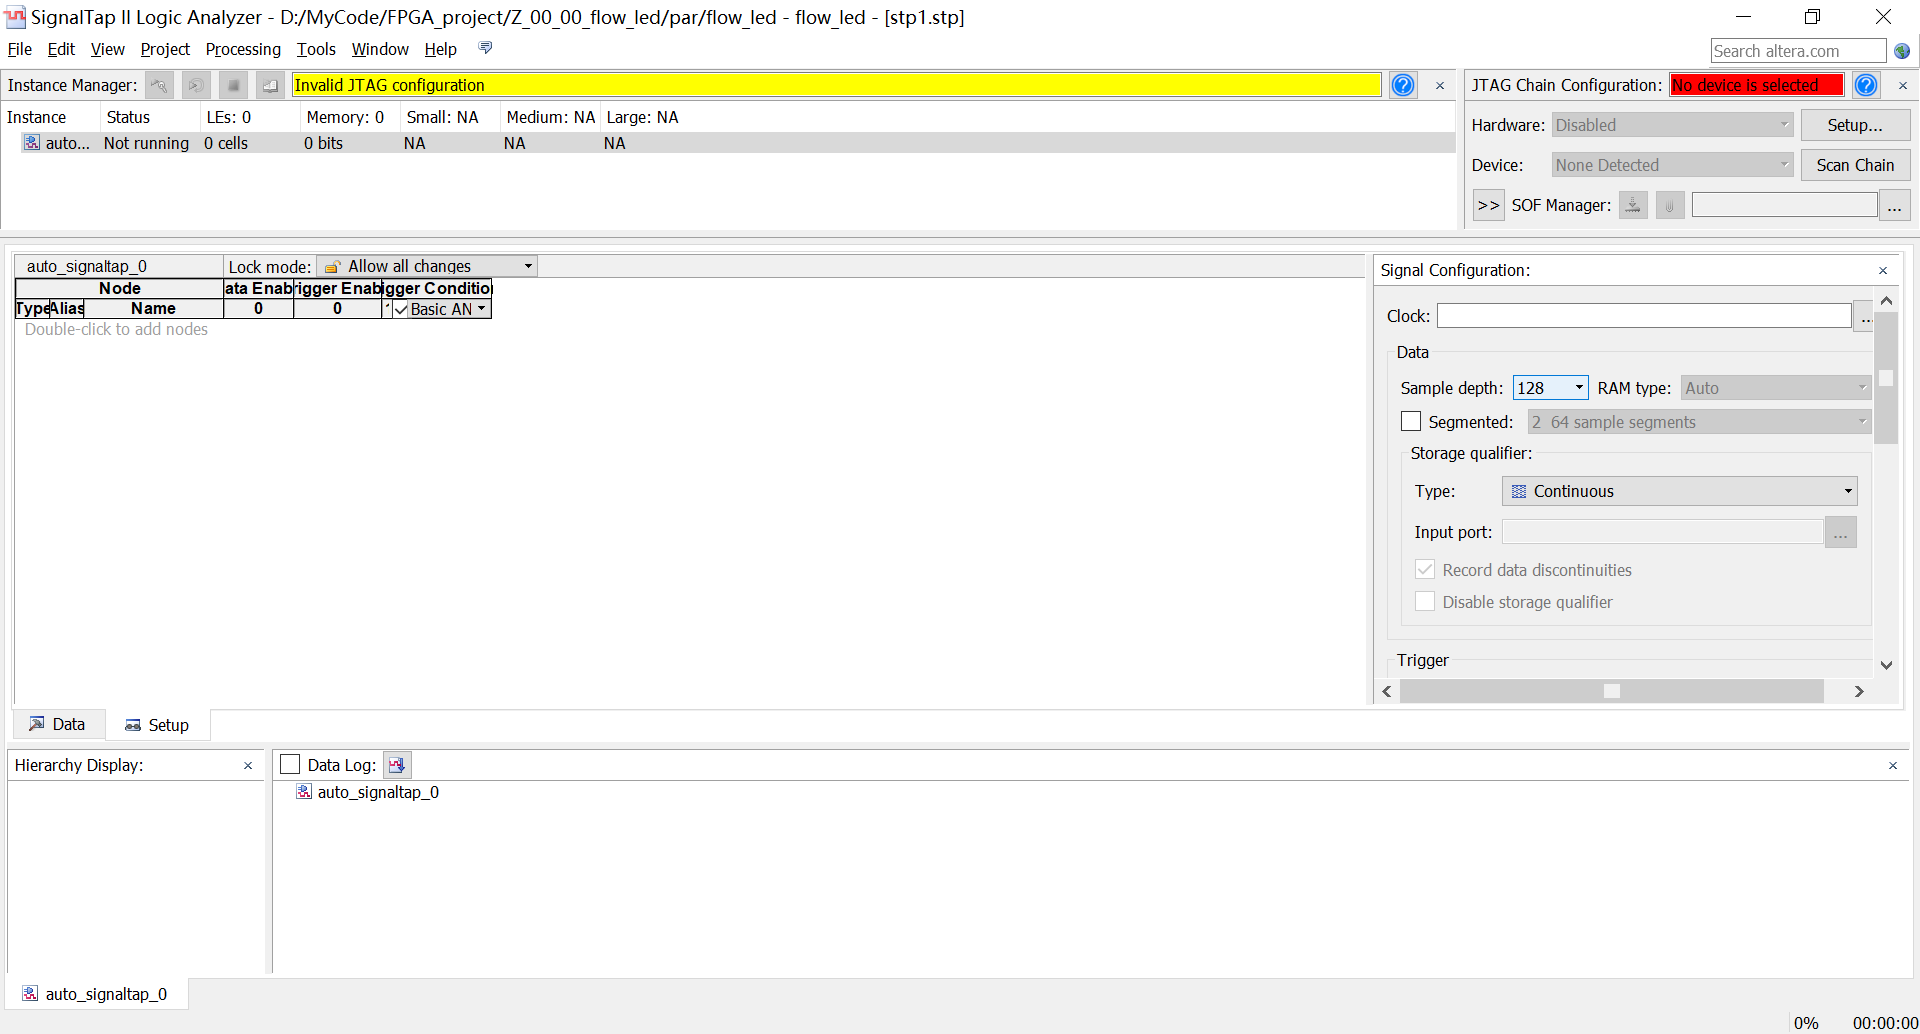 SignalTap II Logic Analyzer - D:/MyCode/FPGA_project/Z_00_00_flow_led/par/flow_led - flow_led - [stp1.stp]
File Edit View Project Processing Tools Window Help
Search altera.com
Instance Manager: Invalid JTAG configuration
JTAG Chain Configuration: No device is selected
Instance Status LEs: 0 Memory: 0 Small: NA Medium: NA Large: NA
auto... Not running 0 cells 0 bits NA NA NA
Hardware: Disabled Setup...
Device: None Detected Scan Chain
>> SOF Manager: ...
auto_signaltap_0 Lock mode: Allow all changes
Node ata Enab rigger Enab igger Conditio
Type Alias Name 0 0 Basic AN
Double-click to add nodes
Signal Configuration:
Clock: ...
Data
Sample depth: 128 RAM type: Auto
Segmented: 2 64 sample segments
Storage qualifier:
Type: Continuous
Input port: ...
Record data discontinuities
Disable storage qualifier
Trigger
Data Setup
Hierarchy Display:
Data Log:
auto_signaltap_0
auto_signaltap_0
0% 00:00:00